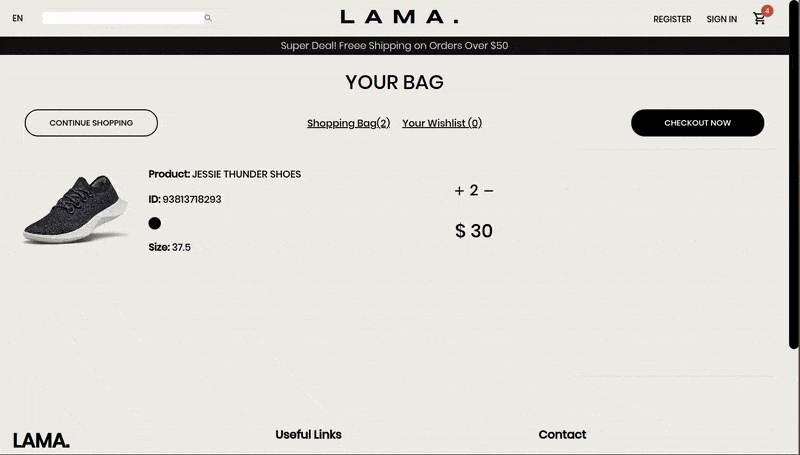 EN
LAMA.
REGISTER
SIGN IN
4
Super Deal! Freee Shipping on Orders Over $50
YOUR BAG
CONTINUE SHOPPING
Shopping Bag(2)
Your Wishlist (0)
CHECKOUT NOW
Product: JESSIE THUNDER SHOES
ID: 93813718293
Size: 37.5
+ 2 −
$ 30
LAMA.
Useful Links
Contact